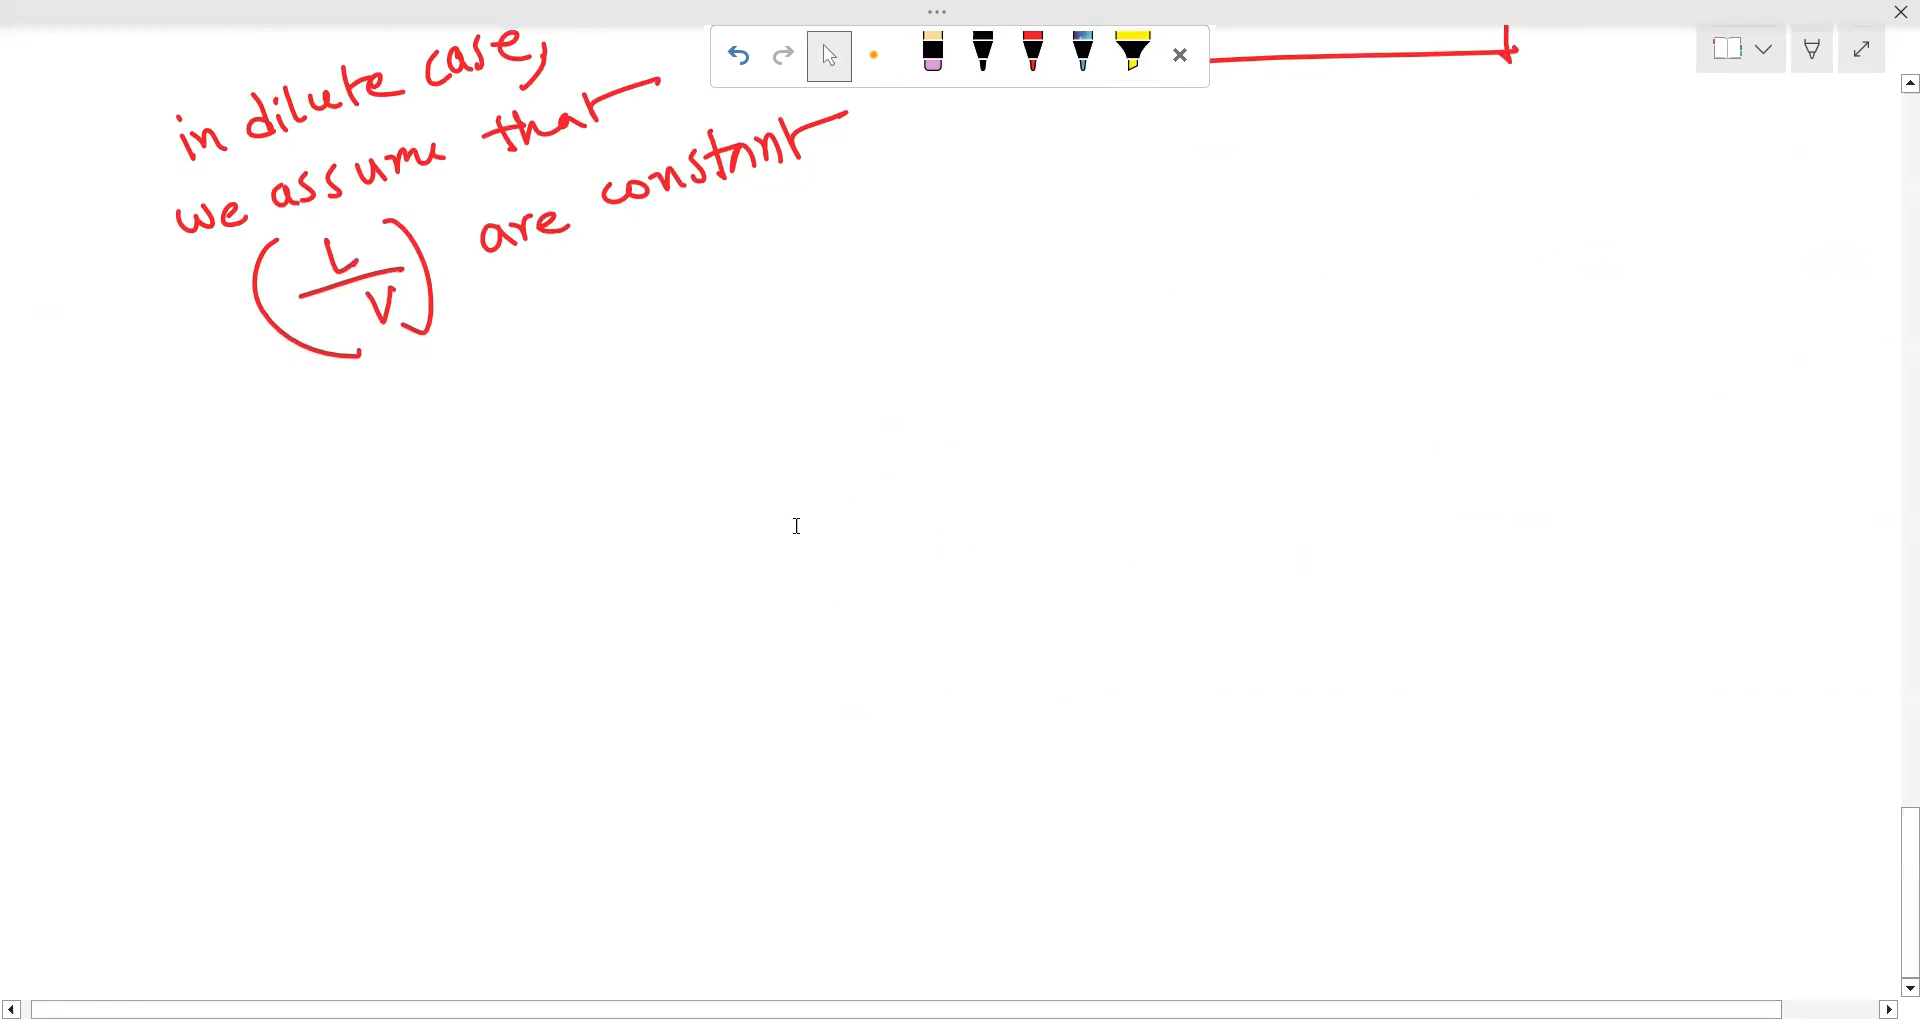 in dilute case,
we assume that
(L/V) are constant